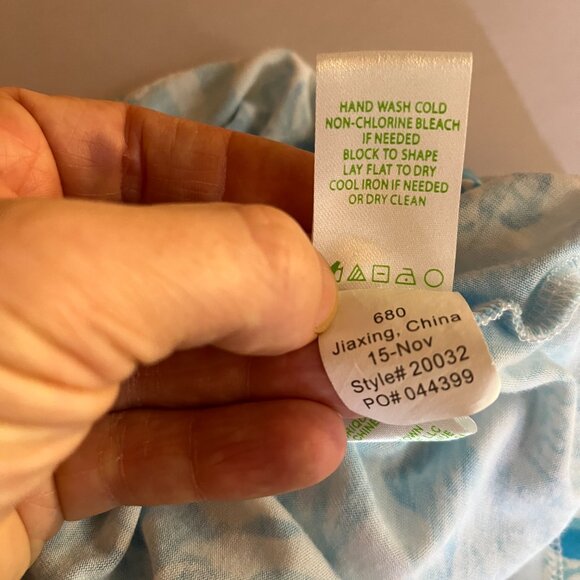 HAND WASH COLD
NON-CHLORINE BLEACH
IF NEEDED
BLOCK TO SHAPE
LAY FLAT TO DRY
COOL IRON IF NEEDED
OR DRY CLEAN
680
Jiaxing, China
15-Nov
Style# 20032
PO# 044399
LLC